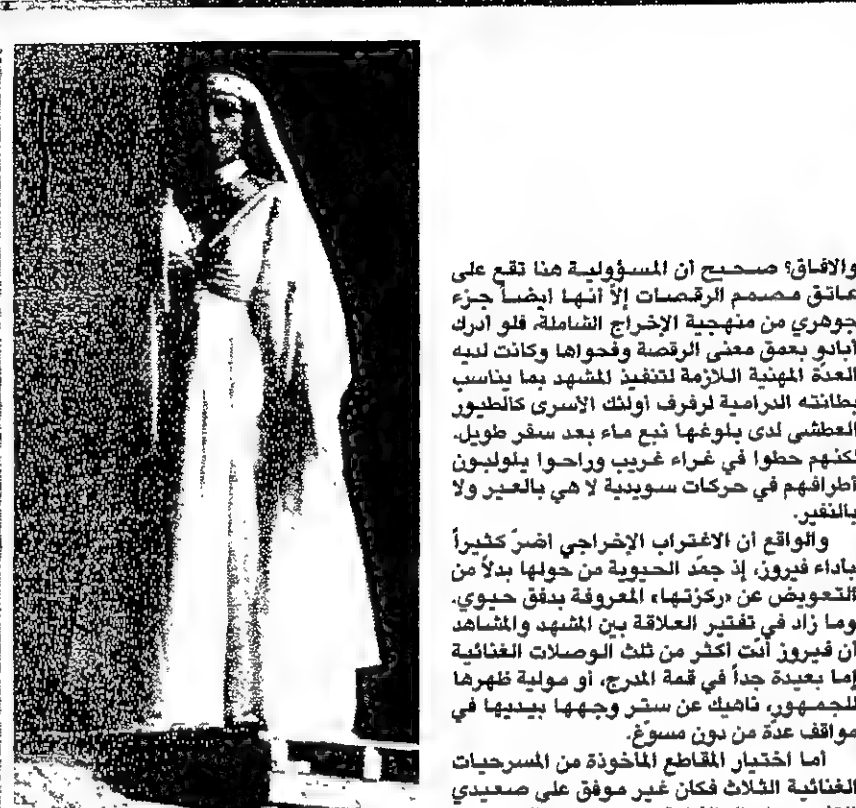 والآفاق؟ صحيح أن المسؤولية هنا تقع على
عاتق مصمم الرقصات إلاّ أنها أيضاً جزء
جوهري من منهجية الإخراج الشاملة، فلو أدرك
أبادو بعمق معنى الرقصة وفحواها وكانت لديه
العدة المهنية اللازمة لتنفيذ المشهد بما يناسب
بطانته الدرامية لرفرف أولئك الأسرى كالطيور
العطشى لدى بلوغها نبع ماء بعد سفر طويل.
لكنهم حطوا في غراء غريب وراحوا يلولبون
أطرافهم في حركات سويدية لا هي بالعير ولا
بالنفير.
والواقع أن الاغتراب الإخراجي أضرّ كثيراً
بأداء فيروز، إذ جمّد الحيوية من حولها بدلاً من
التعويض عن «ركزتها» المعروفة بدفق حيوي.
وما زاد في تفتير العلاقة بين المشهد والمشاهد
أن فيروز أدّت أكثر من ثلث الوصلات الغنائية
إما بعيدة جداً في قمة المدرج، أو مولية ظهرها
للجمهور، ناهيك عن ستر وجهها بيديها في
مواقف عدّة من دون مسوّغ.
أما اختيار المقاطع المأخوذة من المسرحيات
الغنائية الثلاث فكان غير موفق على صعيدي